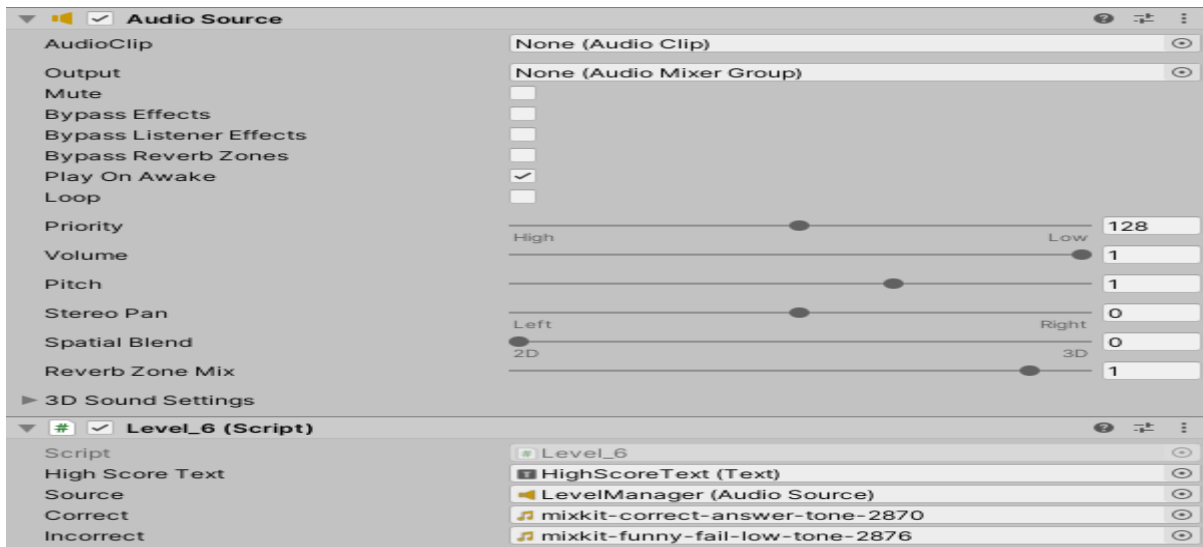 Audio Source
AudioClip None (Audio Clip)
Output None (Audio Mixer Group)
Mute
Bypass Effects
Bypass Listener Effects
Bypass Reverb Zones
Play On Awake
Loop
Priority 128
High Low
Volume 1
Pitch 1
Stereo Pan 0
Left Right
Spatial Blend 0
2D 3D
Reverb Zone Mix 1
3D Sound Settings
# Level_6 (Script)
Script # Level_6
High Score Text T HighScoreText (Text)
Source LevelManager (Audio Source)
Correct mixkit-correct-answer-tone-2870
Incorrect mixkit-funny-fail-low-tone-2876